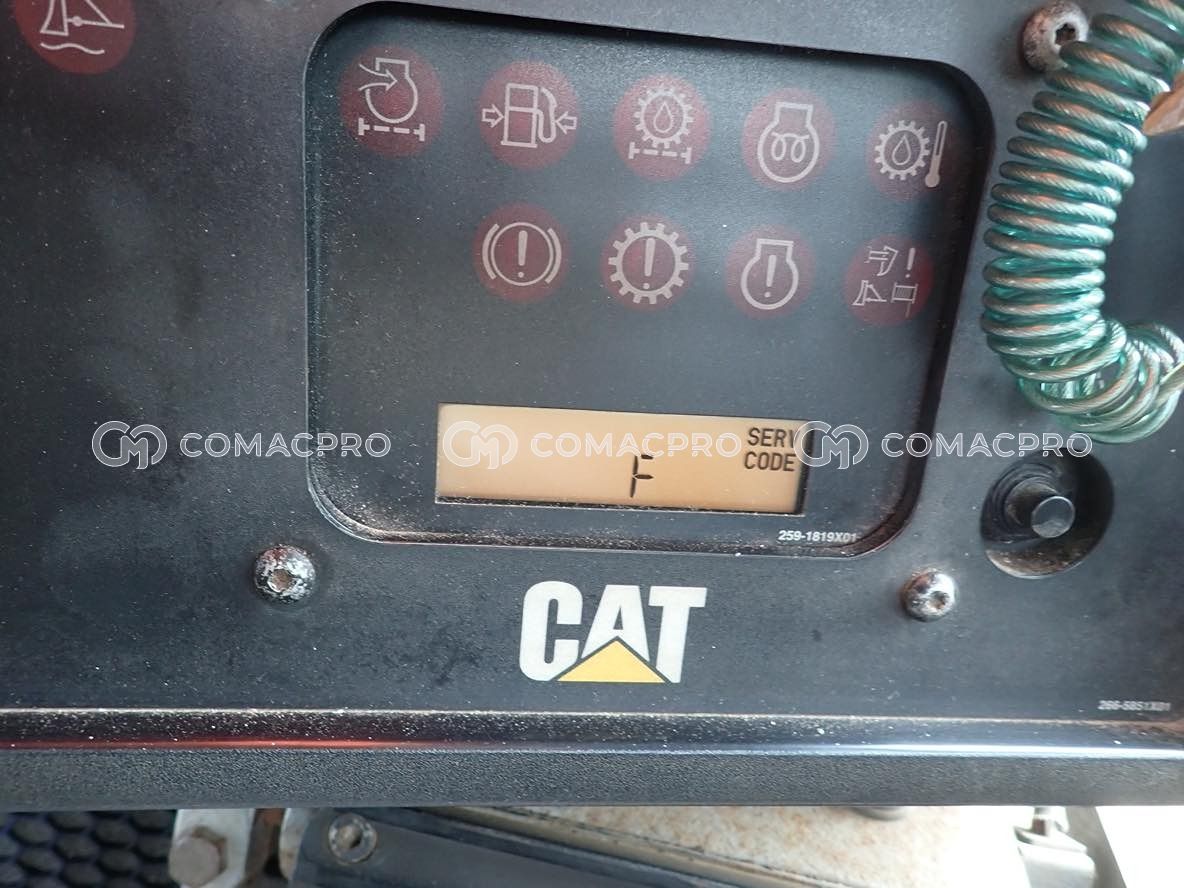 COMACPRO COMACPRO COMACPRO
SERV
CODE
F
259-1819X01
CAT
266-5851X01